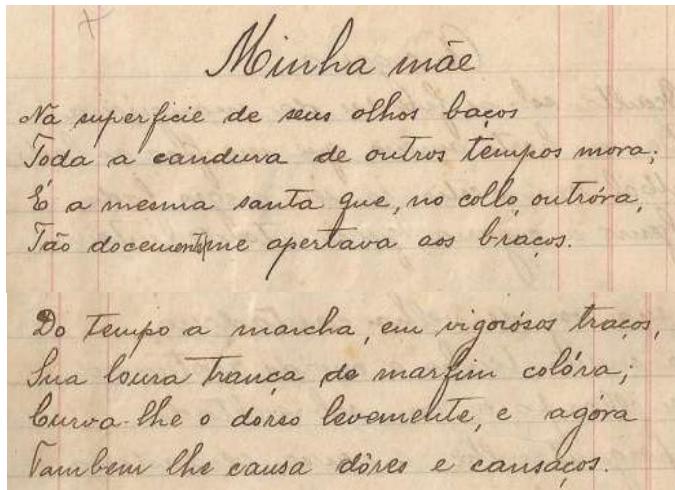 Minha mãe
Na superficie de seus olhos baços
Toda a candura de outros tempos mora;
É a mesma santa que, no collo, outróra,
Tão docemente me apertava aos braços.
Do tempo a marcha, em vigorósos traços,
Sua loura trança de marfim colóra;
Curva-lhe o dorso levemente, e agóra
Tambem lhe causa dôres e cansaços.